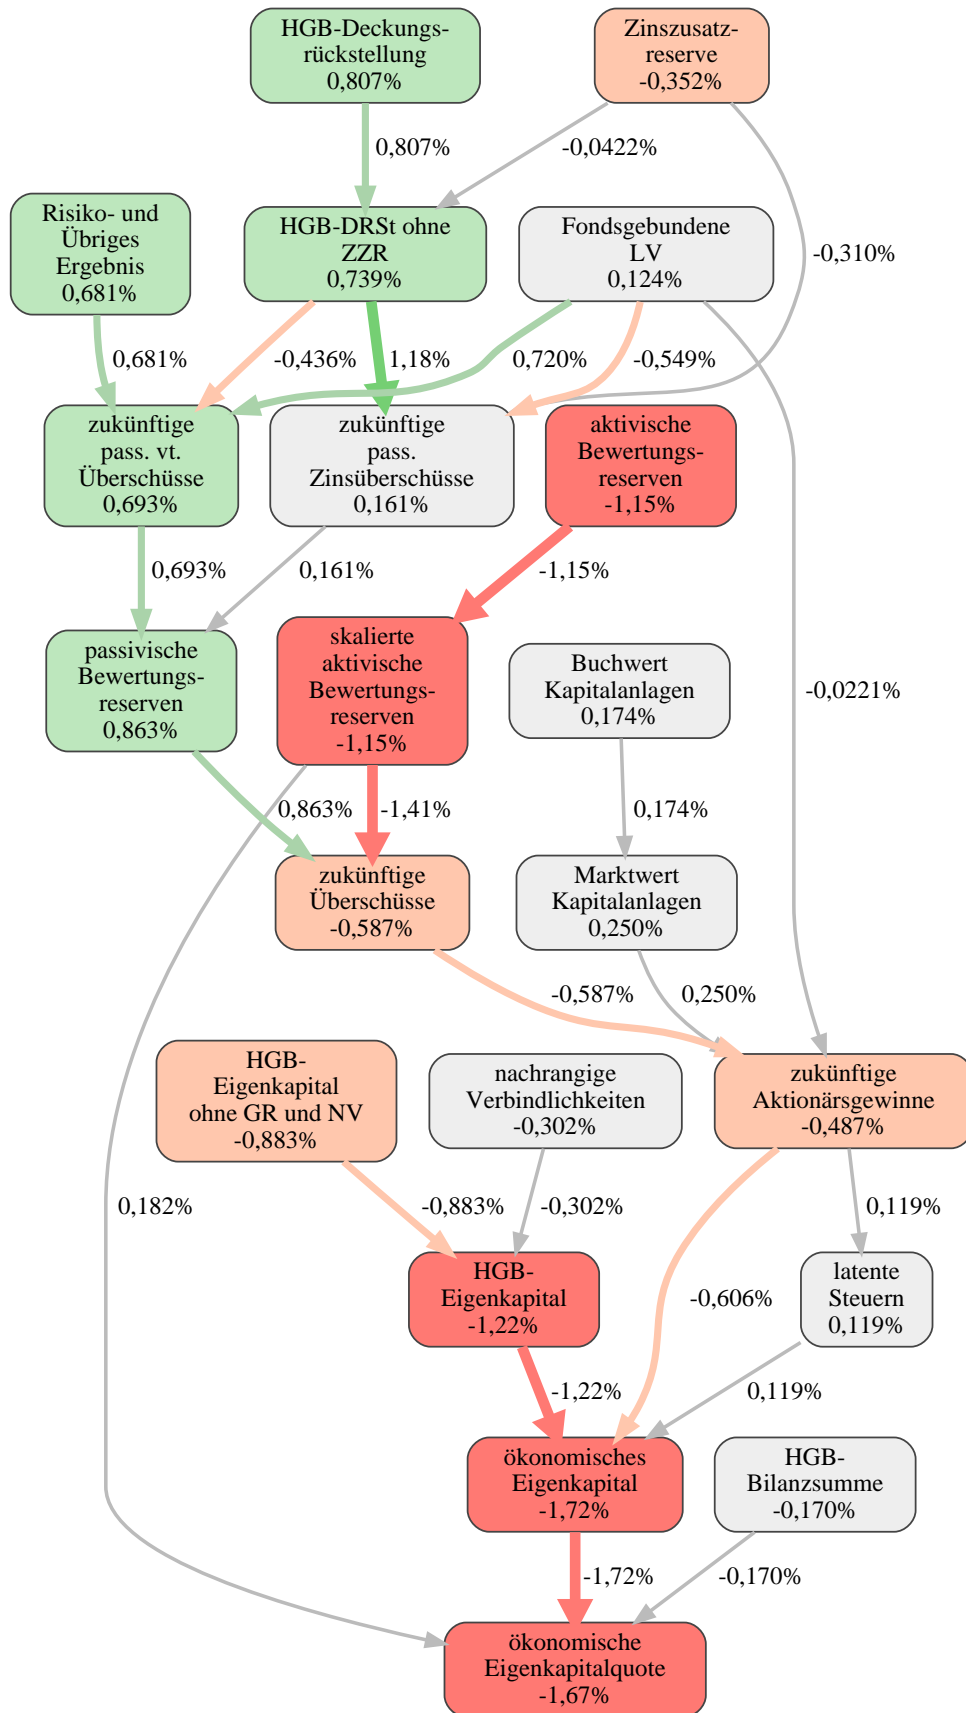 HGB-Deckungs-
rückstellung
0,807%
Zinszusatz-
reserve
-0,352%
0,807%
-0,0422%
Risiko- und
Übriges
Ergebnis
0,681%
HGB-DRSt ohne
ZZR
0,739%
Fondsgebundene
LV
0,124%
-0,310%
0,681%
-0,436%
1,18%
0,720%
-0,549%
zukünftige
pass. vt.
Überschüsse
0,693%
zukünftige
pass.
Zinsüberschüsse
0,161%
aktivische
Bewertungs-
reserven
-1,15%
0,693%
0,161%
-1,15%
passivische
Bewertungs-
reserven
0,863%
skalierte
aktivische
Bewertungs-
reserven
-1,15%
Buchwert
Kapitalanlagen
0,174%
-0,0221%
0,863%
-1,41%
0,174%
zukünftige
Überschüsse
-0,587%
Marktwert
Kapitalanlagen
0,250%
-0,587%
0,250%
HGB-
Eigenkapital
ohne GR und NV
-0,883%
nachrangige
Verbindlichkeiten
-0,302%
zukünftige
Aktionärsgewinne
-0,487%
0,182%
-0,883%
-0,302%
0,119%
HGB-
Eigenkapital
-1,22%
-0,606%
latente
Steuern
0,119%
-1,22%
0,119%
ökonomisches
Eigenkapital
-1,72%
HGB-
Bilanzsumme
-0,170%
-1,72%
-0,170%
ökonomische
Eigenkapitalquote
-1,67%